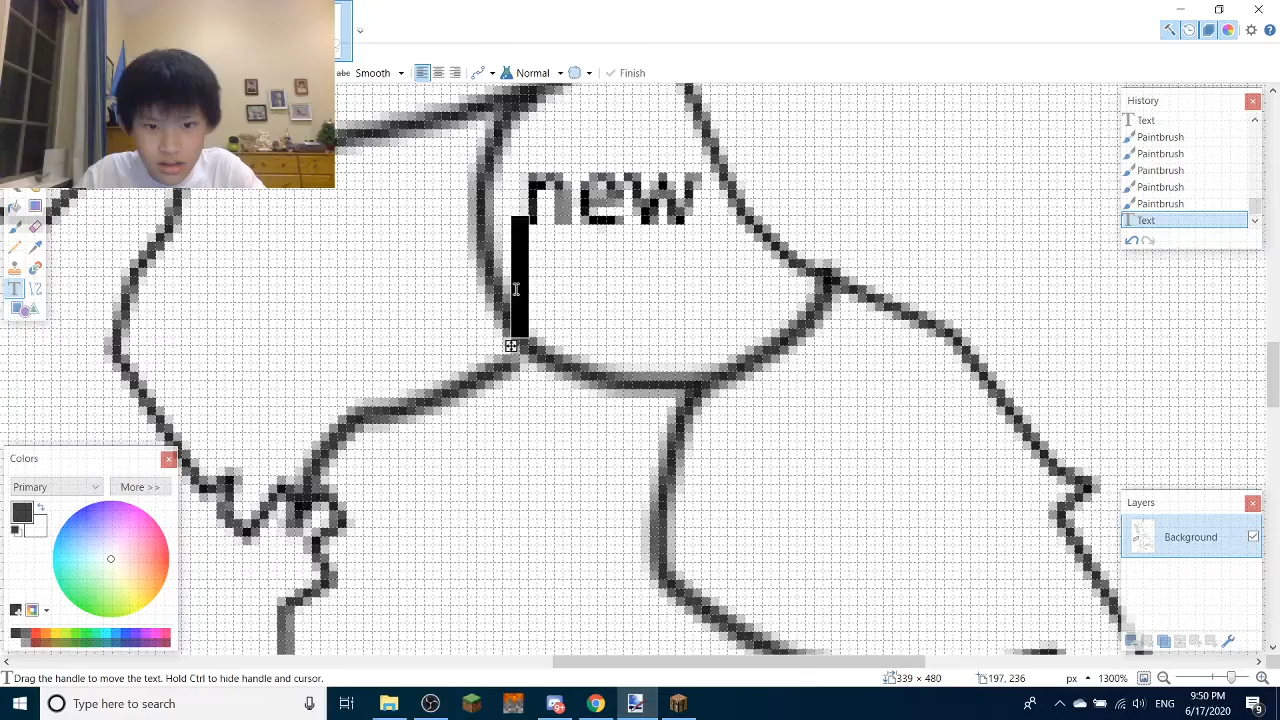 abc Smooth Normal Finish
new
History
Text
Paintbrush
Paintbrush
Paintbrush
Paintbrush
Paintbrush
Text
Colors
Primary More >>
Layers
Background
Drag the handle to move the text. Hold Ctrl to hide handle and cursor. 339 × 480 197, 236 px 1300%
Type here to search
9:50 PM
6/17/2020